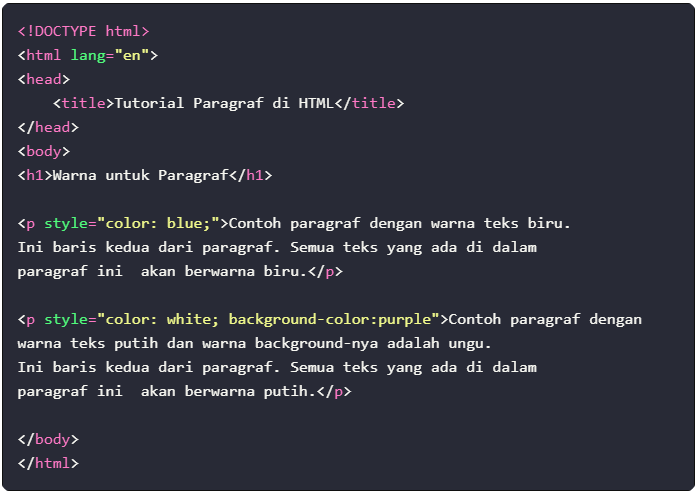 <!DOCTYPE html>
<html lang="en">
<head>
    <title>Tutorial Paragraf di HTML</title>
</head>
<body>
<h1>Warna untuk Paragraf</h1>

<p style="color: blue;">Contoh paragraf dengan warna teks biru.
Ini baris kedua dari paragraf. Semua teks yang ada di dalam
paragraf ini  akan berwarna biru.</p>

<p style="color: white; background-color:purple">Contoh paragraf dengan
warna teks putih dan warna background-nya adalah ungu.
Ini baris kedua dari paragraf. Semua teks yang ada di dalam
paragraf ini  akan berwarna putih.</p>

</body>
</html>